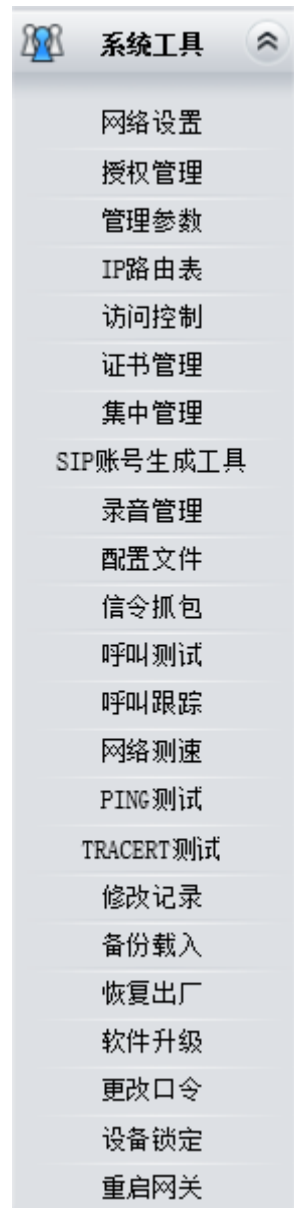 系统工具
网络设置
授权管理
管理参数
IP路由表
访问控制
证书管理
集中管理
SIP账号生成工具
录音管理
配置文件
信令抓包
呼叫测试
呼叫跟踪
网络测速
PING测试
TRACERT测试
修改记录
备份载入
恢复出厂
软件升级
更改口令
设备锁定
重启网关